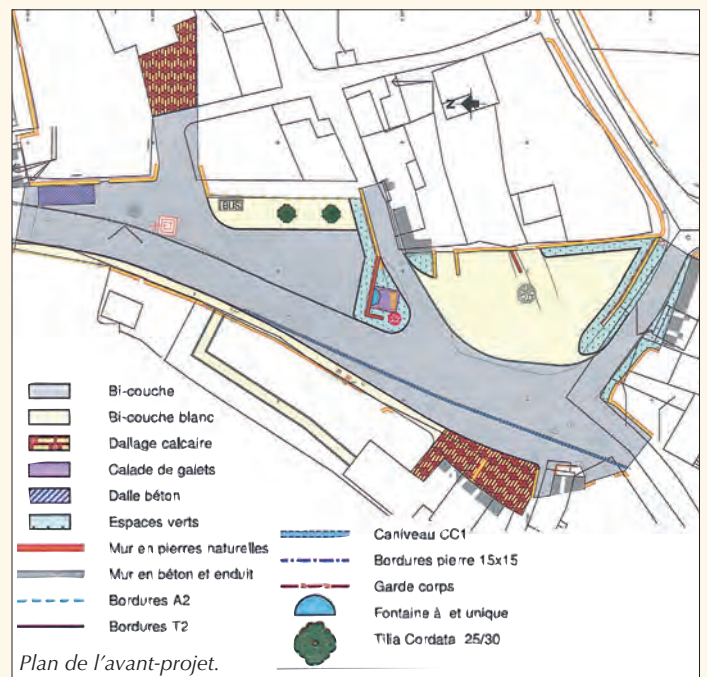 N
BUS
Bi-couche
Bi-couche blanc
Dallage calcaire
Calade de galets
Dalle béton
Espaces verts
Mur en pierres naturelles
Mur en béton et enduit
Bordures A2
Bordures T2
Caniveau CC1
Bordures pierre 15x15
Garde corps
Fontaine à et unique
Tilia Cordata 25/30
Plan de l'avant-projet.